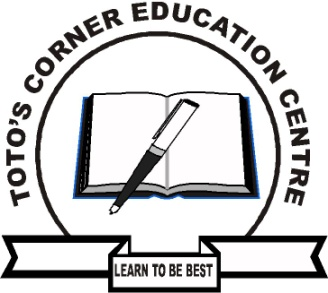 TOTO'S CORNER EDUCATION CENTRE
LEARN TO BE BEST